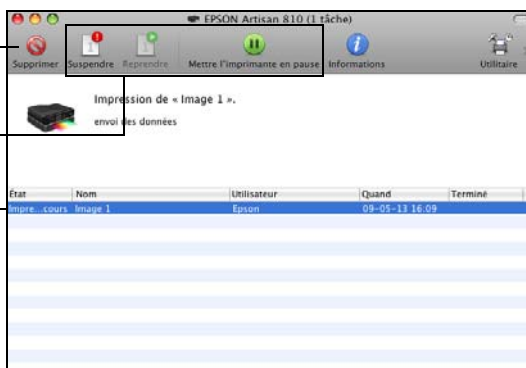 EPSON Artisan 810 (1 tâche)
Supprimer Suspendre Reprendre Mettre l'imprimante en pause Informations Utilitaire
Impression de « Image 1 ».
envoi des données
État Nom Utilisateur Quand Terminé
Impre...cours Image 1 Epson 09-05-13 16:09